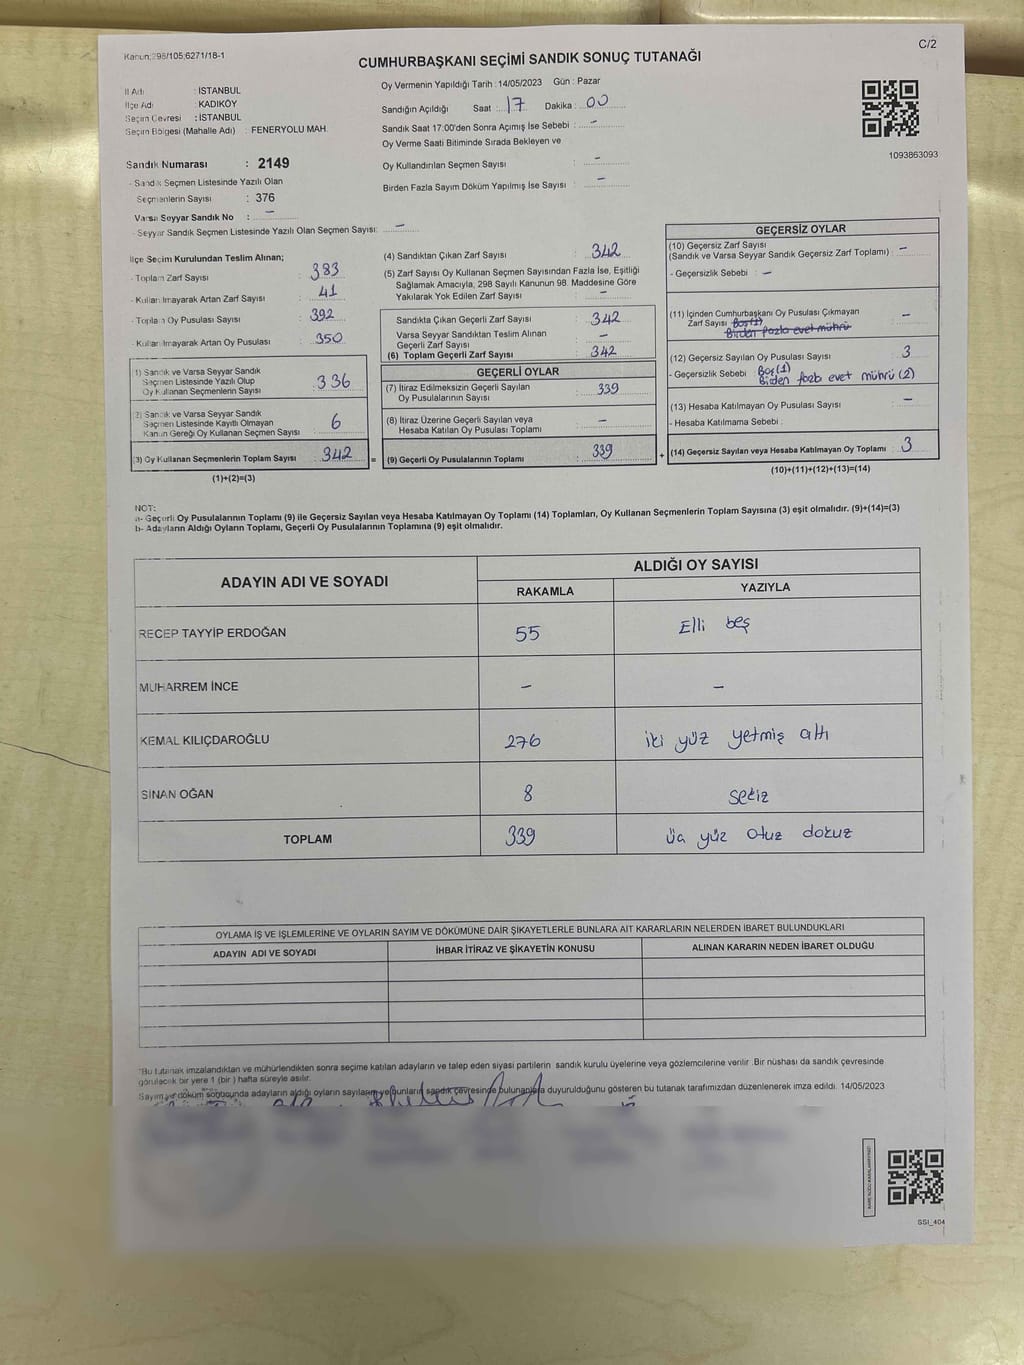 Kanun:298/105;6271/18-1
C/2
CUMHURBAŞKANI SEÇİMİ SANDIK SONUÇ TUTANAĞI
İl Adı : İSTANBUL
İlçe Adı : KADIKÖY
Seçim Çevresi : İSTANBUL
Seçim Bölgesi (Mahalle Adı) : FENERYOLU MAH.
Oy Vermenin Yapıldığı Tarih :14/05/2023 Gün : Pazar
Sandığın Açıldığı Saat : 17 Dakika : 00
Sandık Saat 17:00'den Sonra Açılmış İse Sebebi : -
Oy Verme Saati Bitiminde Sırada Bekleyen ve
Oy Kullandırılan Seçmen Sayısı : -
Birden Fazla Sayım Döküm Yapılmış İse Sayısı : -
1093863093
Sandık Numarası : 2149
- Sandık Seçmen Listesinde Yazılı Olan
Seçmenlerin Sayısı : 376
Varsa Seyyar Sandık No : -
- Seyyar Sandık Seçmen Listesinde Yazılı Olan Seçmen Sayısı: -
İlçe Seçim Kurulundan Teslim Alınan;
- Toplam Zarf Sayısı : 383
- Kullanılmayarak Artan Zarf Sayısı : 41
- Toplam Oy Pusulası Sayısı : 392
- Kullanılmayarak Artan Oy Pusulası : 350
1) Sandık ve Varsa Seyyar Sandık
Seçmen Listesinde Yazılı Olup
Oy Kullanan Seçmenlerin Sayısı : 336
2) Sandık ve Varsa Seyyar Sandık
Seçmen Listesinde Kayıtlı Olmayan
Kanun Gereği Oy Kullanan Seçmen Sayısı : 6
(3) Oy Kullanan Seçmenlerin Toplam Sayısı : 342
(1)+(2)=(3)
=
(4) Sandıktan Çıkan Zarf Sayısı : 342
(5) Zarf Sayısı Oy Kullanan Seçmen Sayısından Fazla İse, Eşitliği
Sağlamak Amacıyla, 298 Sayılı Kanunun 98. Maddesine Göre
Yakılarak Yok Edilen Zarf Sayısı : -
Sandıkta Çıkan Geçerli Zarf Sayısı : 342
Varsa Seyyar Sandıktan Teslim Alınan
Geçerli Zarf Sayısı :
(6) Toplam Geçerli Zarf Sayısı : 342
GEÇERLİ OYLAR
(7) İtiraz Edilmeksizin Geçerli Sayılan
Oy Pusulalarının Sayısı : 339
(8) İtiraz Üzerine Geçerli Sayılan veya
Hesaba Katılan Oy Pusulası Toplamı : -
(9) Geçerli Oy Pusulalarının Toplamı : 339
+
GEÇERSİZ OYLAR
(10) Geçersiz Zarf Sayısı
(Sandık ve Varsa Seyyar Sandık Geçersiz Zarf Toplamı) : -
- Geçersizlik Sebebi : -
(11) İçinden Cumhurbaşkanı Oy Pusulası Çıkmayan
Zarf Sayısı : -
Birden fazla evet mührü
(12) Geçersiz Sayılan Oy Pusulası Sayısı : 3
- Geçersizlik Sebebi : Boş (1)
Birden fazla evet mührü (2)
(13) Hesaba Katılmayan Oy Pusulası Sayısı : -
- Hesaba Katılmama Sebebi :
(14) Geçersiz Sayılan veya Hesaba Katılmayan Oy Toplamı : 3
(10)+(11)+(12)+(13)=(14)
NOT:
a- Geçerli Oy Pusulalarının Toplamı (9) ile Geçersiz Sayılan veya Hesaba Katılmayan Oy Toplamı (14) Toplamları, Oy Kullanan Seçmenlerin Toplam Sayısına (3) eşit olmalıdır. (9)+(14)=(3)
b- Adayların Aldığı Oyların Toplamı, Geçerli Oy Pusulalarının Toplamına (9) eşit olmalıdır.
ADAYIN ADI VE SOYADI
ALDIĞI OY SAYISI
RAKAMLA YAZIYLA
RECEP TAYYİP ERDOĞAN 55 Elli beş
MUHARREM İNCE - -
KEMAL KILIÇDAROĞLU 276 iki yüz yetmiş altı
SİNAN OĞAN 8 sekiz
TOPLAM 339 üç yüz otuz dokuz
OYLAMA İŞ VE İŞLEMLERİNE VE OYLARIN SAYIM VE DÖKÜMÜNE DAİR ŞİKAYETLERLE BUNLARA AİT KARARLARIN NELERDEN İBARET BULUNDUKLARI
ADAYIN ADI VE SOYADI İHBAR İTİRAZ VE ŞİKAYETİN KONUSU ALINAN KARARIN NEDEN İBARET OLDUĞU
*Bu tutanak imzalandıktan ve mühürlendikten sonra seçime katılan adayların ve talep eden siyasi partilerin sandık kurulu üyelerine veya gözlemcilerine verilir .Bir nüshası da sandık çevresinde
görülecek bir yere 1 (bir ) hafta süreyle asılır.
Sayım ve döküm sonucunda adayların aldığı oyların sayılarını ve bunların sandık çevresinde bulunanlara duyurulduğunu gösteren bu tutanak tarafımızdan düzenlenerek imza edildi. 14/05/2023
SSI_404